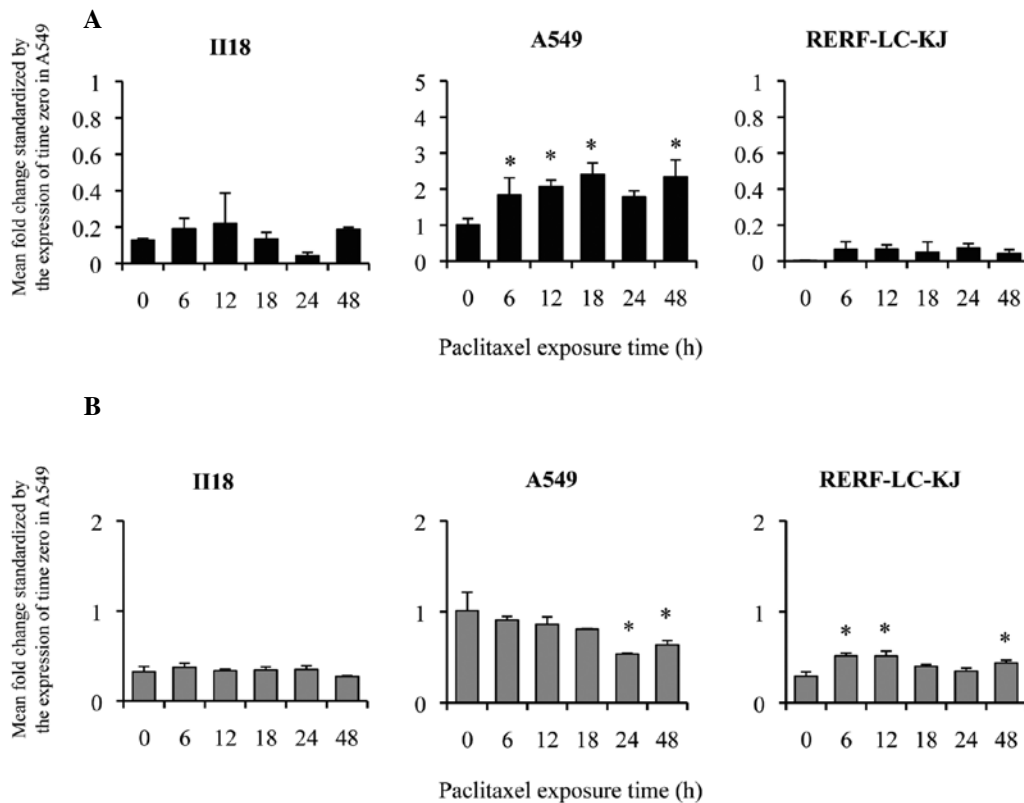 A
II18
A549
RERF-LC-KJ
Mean fold change standardized by
the expression of time zero in A549
1
0.8
0.6
0.4
0.2
0
5
4
3
2
1
0
1
0.8
0.6
0.4
0.2
0
* * * *
0 6 12 18 24 48
0 6 12 18 24 48
0 6 12 18 24 48
Paclitaxel exposure time (h)
B
II18
A549
RERF-LC-KJ
Mean fold change standardized by
the expression of time zero in A549
2
1
0
2
1
0
2
1
0
* *
* * *
0 6 12 18 24 48
0 6 12 18 24 48
0 6 12 18 24 48
Paclitaxel exposure time (h)